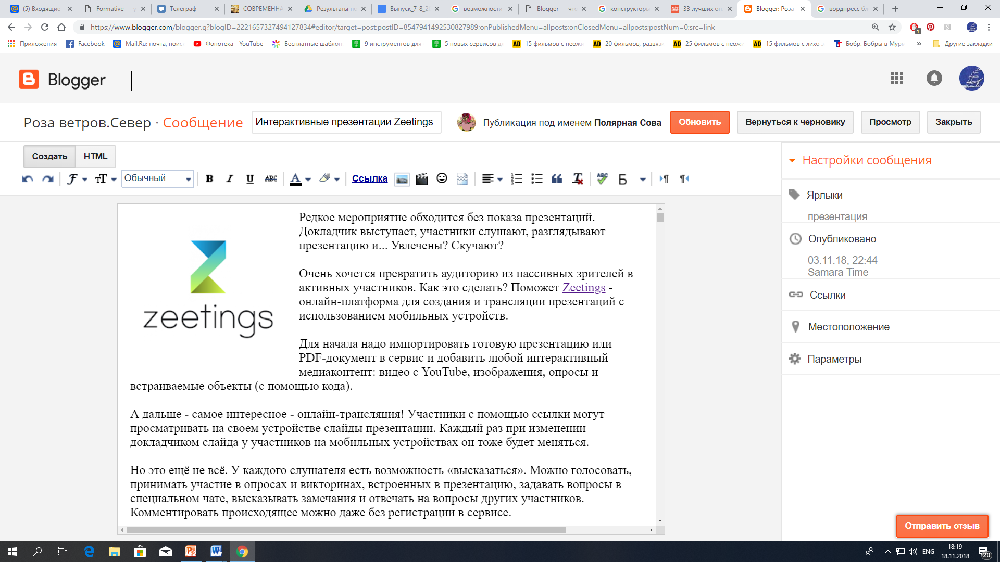 (5) Входящие
Formative — у
Телеграф
СОВРЕМЕННА
Результаты по
Выпуск_7-8_2
возможности
Blogger — что
конструкторы
33 лучших он
Blogger: Роза
вордпресс бл
https://www.blogger.com/blogger.g?blogID=2221657327494127834#editor/target=post;postID=8547941492530827989;onPublishedMenu=allposts;onClosedMenu=allposts;postNum=0;src=link
1
Приложения
Facebook
Mail.Ru: почта, поис
Фонотека - YouTube
Бесплатные шаблон
9 инструментов для
5 новых сервисов д
AD 15 фильмов с неож
AD 20 фильмов, развяз
AD 25 фильмов с неож
AD 15 фильмов с лихо з
Бобр. Бобры в Мурм
»
Другие закладки
Blogger
Роза ветров.Север · Сообщение
Интерактивные презентации Zeetings
Публикация под именем Полярная Сова
Обновить
Вернуться к черновику
Просмотр
Закрыть
Создать
HTML
Обычный
Ссылка
Настройки сообщения
Ярлыки
презентация
Опубликовано
03.11.18, 22:44
Samara Time
Ссылки
Местоположение
Параметры
zeetings
Редкое мероприятие обходится без показа презентаций.
Докладчик выступает, участники слушают, разглядывают
презентацию и... Увлечены? Скучают?
Очень хочется превратить аудиторию из пассивных зрителей в
активных участников. Как это сделать? Поможет Zeetings -
онлайн-платформа для создания и трансляции презентаций с
использованием мобильных устройств.
Для начала надо импортировать готовую презентацию или
PDF-документ в сервис и добавить любой интерактивный
медиаконтент: видео с YouTube, изображения, опросы и
встраиваемые объекты (с помощью кода).
А дальше - самое интересное - онлайн-трансляция! Участники с помощью ссылки могут
просматривать на своем устройстве слайды презентации. Каждый раз при изменении
докладчиком слайда у участников на мобильных устройствах он тоже будет меняться.
Но это ещё не всё. У каждого слушателя есть возможность «высказаться». Можно голосовать,
принимать участие в опросах и викторинах, встроенных в презентацию, задавать вопросы в
специальном чате, высказывать замечания и отвечать на вопросы других участников.
Комментировать происходящее можно даже без регистрации в сервисе.
Отправить отзыв
ENG
18:19
18.11.2018
20